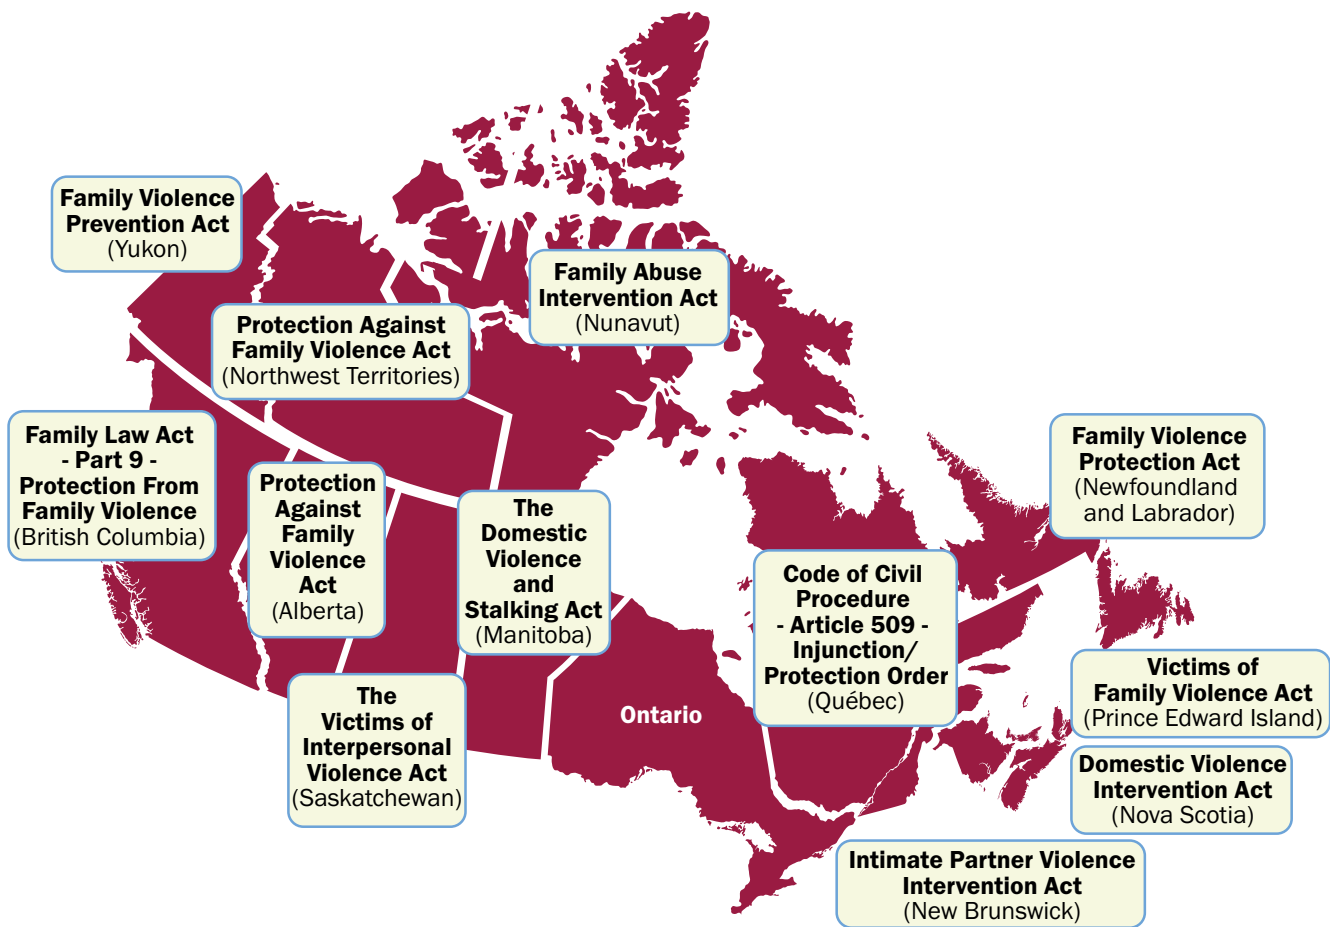 Family Violence
Prevention Act
(Yukon)
Family Abuse
Intervention Act
(Nunavut)
Protection Against
Family Violence Act
(Northwest Territories)
Family Law Act
- Part 9 -
Protection From
Family Violence
(British Columbia)
Protection
Against
Family
Violence
Act
(Alberta)
The
Domestic
Violence
and
Stalking Act
(Manitoba)
Family Violence
Protection Act
(Newfoundland
and Labrador)
Code of Civil
Procedure
- Article 509 -
Injunction/
Protection Order
(Québec)
The
Victims of
Interpersonal
Violence Act
(Saskatchewan)
Ontario
Victims of
Family Violence Act
(Prince Edward Island)
Domestic Violence
Intervention Act
(Nova Scotia)
Intimate Partner Violence
Intervention Act
(New Brunswick)